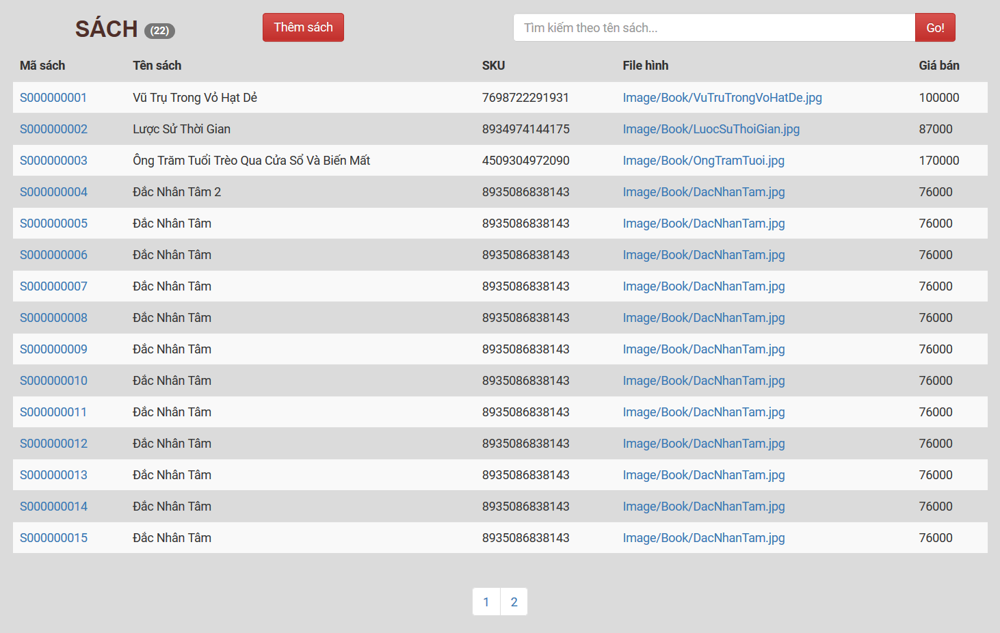 SÁCH (22) Thêm sách Tìm kiếm theo tên sách... Go!
Mã sách Tên sách SKU File hình Giá bán
S000000001 Vũ Trụ Trong Vỏ Hạt Dẻ 7698722291931 Image/Book/VuTruTrongVoHatDe.jpg 100000
S000000002 Lược Sử Thời Gian 8934974144175 Image/Book/LuocSuThoiGian.jpg 87000
S000000003 Ông Trăm Tuổi Trèo Qua Cửa Sổ Và Biến Mất 4509304972090 Image/Book/OngTramTuoi.jpg 170000
S000000004 Đắc Nhân Tâm 2 8935086838143 Image/Book/DacNhanTam.jpg 76000
S000000005 Đắc Nhân Tâm 8935086838143 Image/Book/DacNhanTam.jpg 76000
S000000006 Đắc Nhân Tâm 8935086838143 Image/Book/DacNhanTam.jpg 76000
S000000007 Đắc Nhân Tâm 8935086838143 Image/Book/DacNhanTam.jpg 76000
S000000008 Đắc Nhân Tâm 8935086838143 Image/Book/DacNhanTam.jpg 76000
S000000009 Đắc Nhân Tâm 8935086838143 Image/Book/DacNhanTam.jpg 76000
S000000010 Đắc Nhân Tâm 8935086838143 Image/Book/DacNhanTam.jpg 76000
S000000011 Đắc Nhân Tâm 8935086838143 Image/Book/DacNhanTam.jpg 76000
S000000012 Đắc Nhân Tâm 8935086838143 Image/Book/DacNhanTam.jpg 76000
S000000013 Đắc Nhân Tâm 8935086838143 Image/Book/DacNhanTam.jpg 76000
S000000014 Đắc Nhân Tâm 8935086838143 Image/Book/DacNhanTam.jpg 76000
S000000015 Đắc Nhân Tâm 8935086838143 Image/Book/DacNhanTam.jpg 76000
1 2